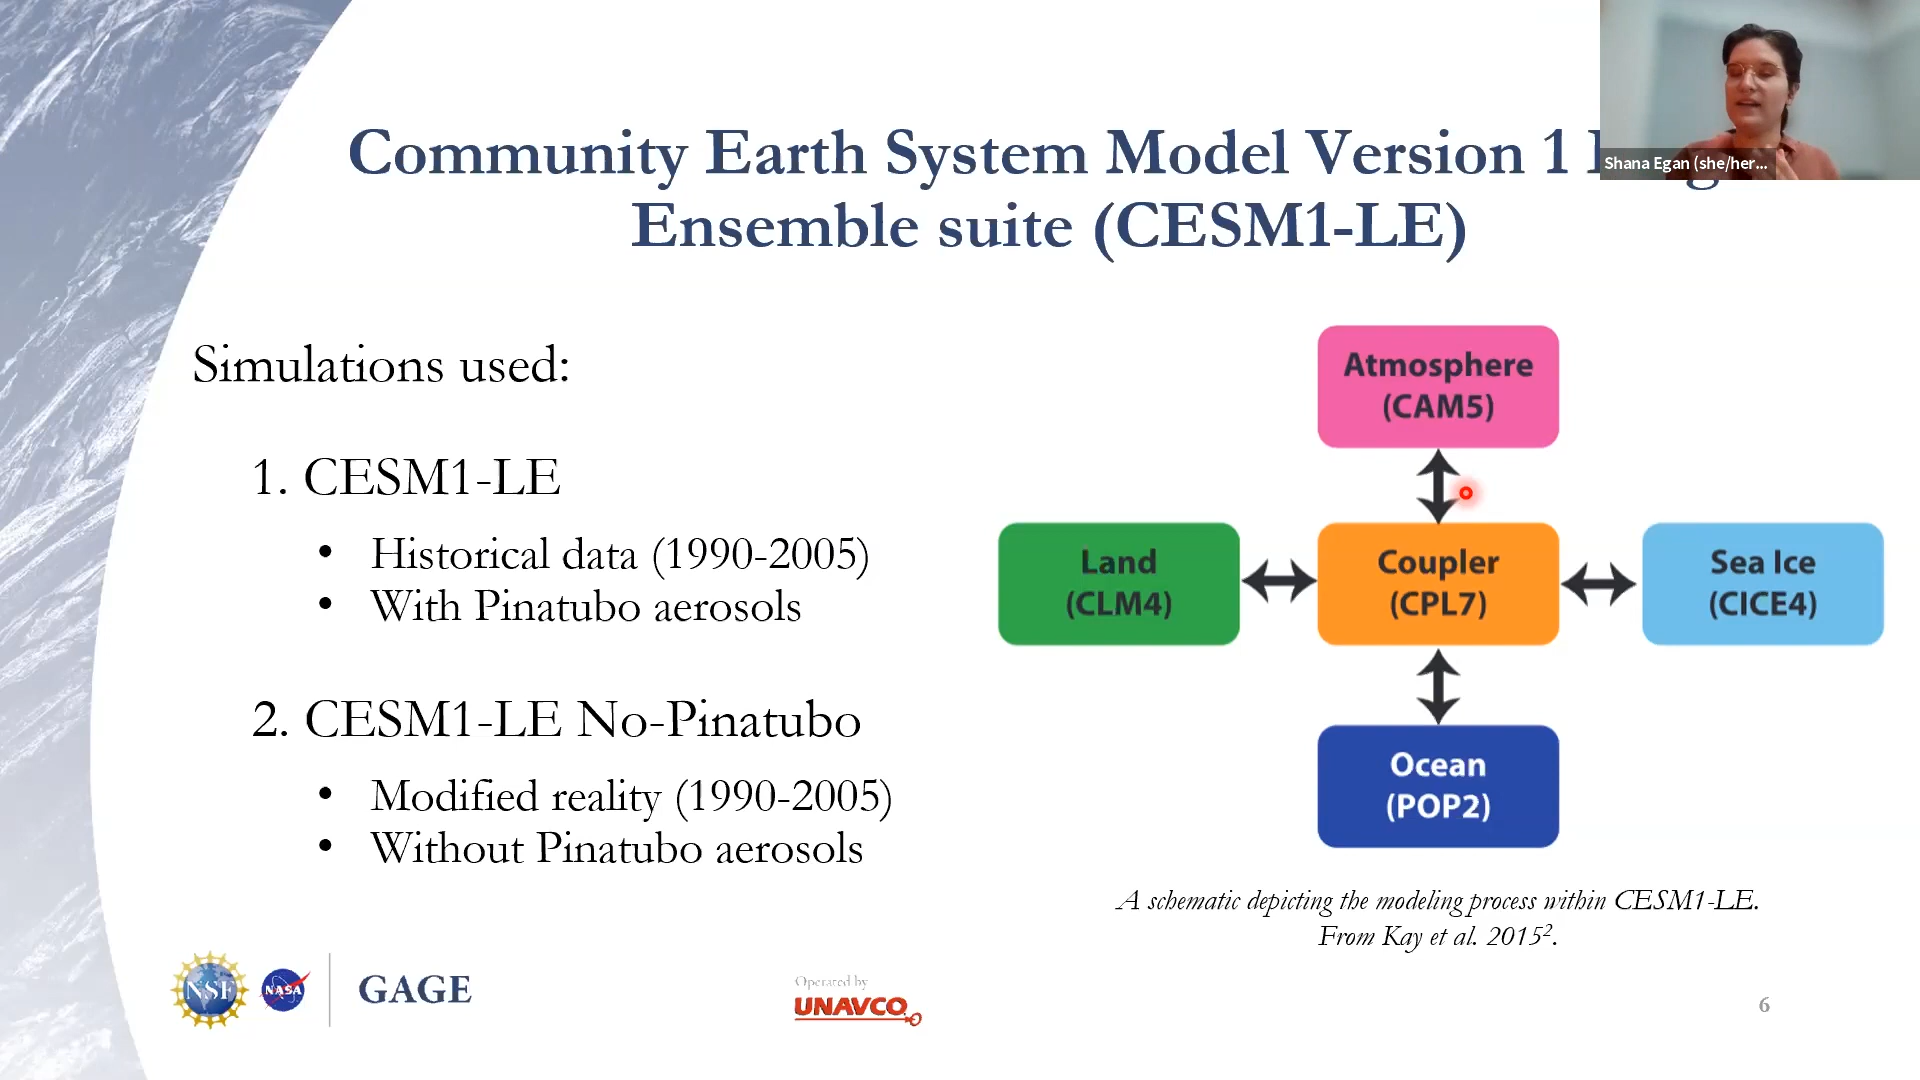 Community Earth System Model Version 1
Ensemble suite (CESM1-LE)
Shana Egan (she/her...
Simulations used:
1. CESM1-LE
• Historical data (1990-2005)
• With Pinatubo aerosols
2. CESM1-LE No-Pinatubo
• Modified reality (1990-2005)
• Without Pinatubo aerosols
Atmosphere
(CAM5)
Land
(CLM4)
Coupler
(CPL7)
Sea Ice
(CICE4)
Ocean
(POP2)
A schematic depicting the modeling process within CESM1-LE.
From Kay et al. 2015².
NSF
NASA
GAGE
Operated by
UNAVCO
6